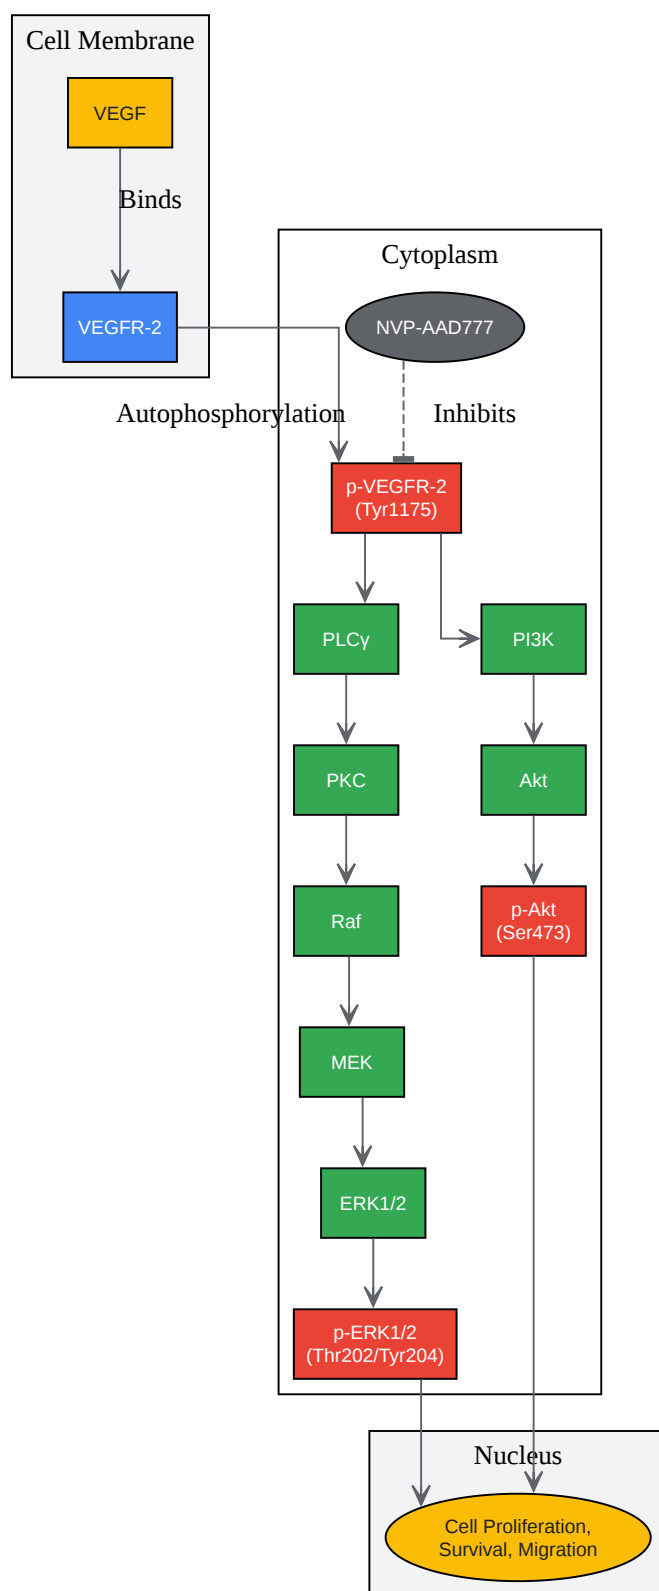 Cell Membrane
VEGF
Binds
Cytoplasm
VEGFR-2
NVP-AAD777
Autophosphorylation
Inhibits
p-VEGFR-2
(Tyr1175)
PLCγ
PI3K
PKC
Akt
Raf
p-Akt
(Ser473)
MEK
ERK1/2
p-ERK1/2
(Thr202/Tyr204)
Nucleus
Cell Proliferation,
Survival, Migration